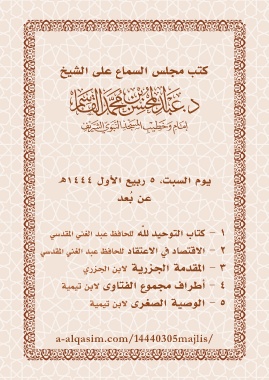 كتب مجلس السماع على الشيخ
د. عبد المحسن بن محمد القاسم
إمام وخطيب المسجد النبوي الشريف
يوم السبت، ٥ ربيع الأول ١٤٤٤هـ
عن بُعد
١ - كتاب التوحيد لله للحافظ عبد الغني المقدسي
٢ - الاقتصاد في الاعتقاد للحافظ عبد الغني المقدسي
٣ - المقدمة الجزرية لابن الجزري
٤ - أطراف مجموع الفتاوى لابن تيمية
٥ - الوصية الصغرى لابن تيمية
a-alqasim.com/14440305majlis/